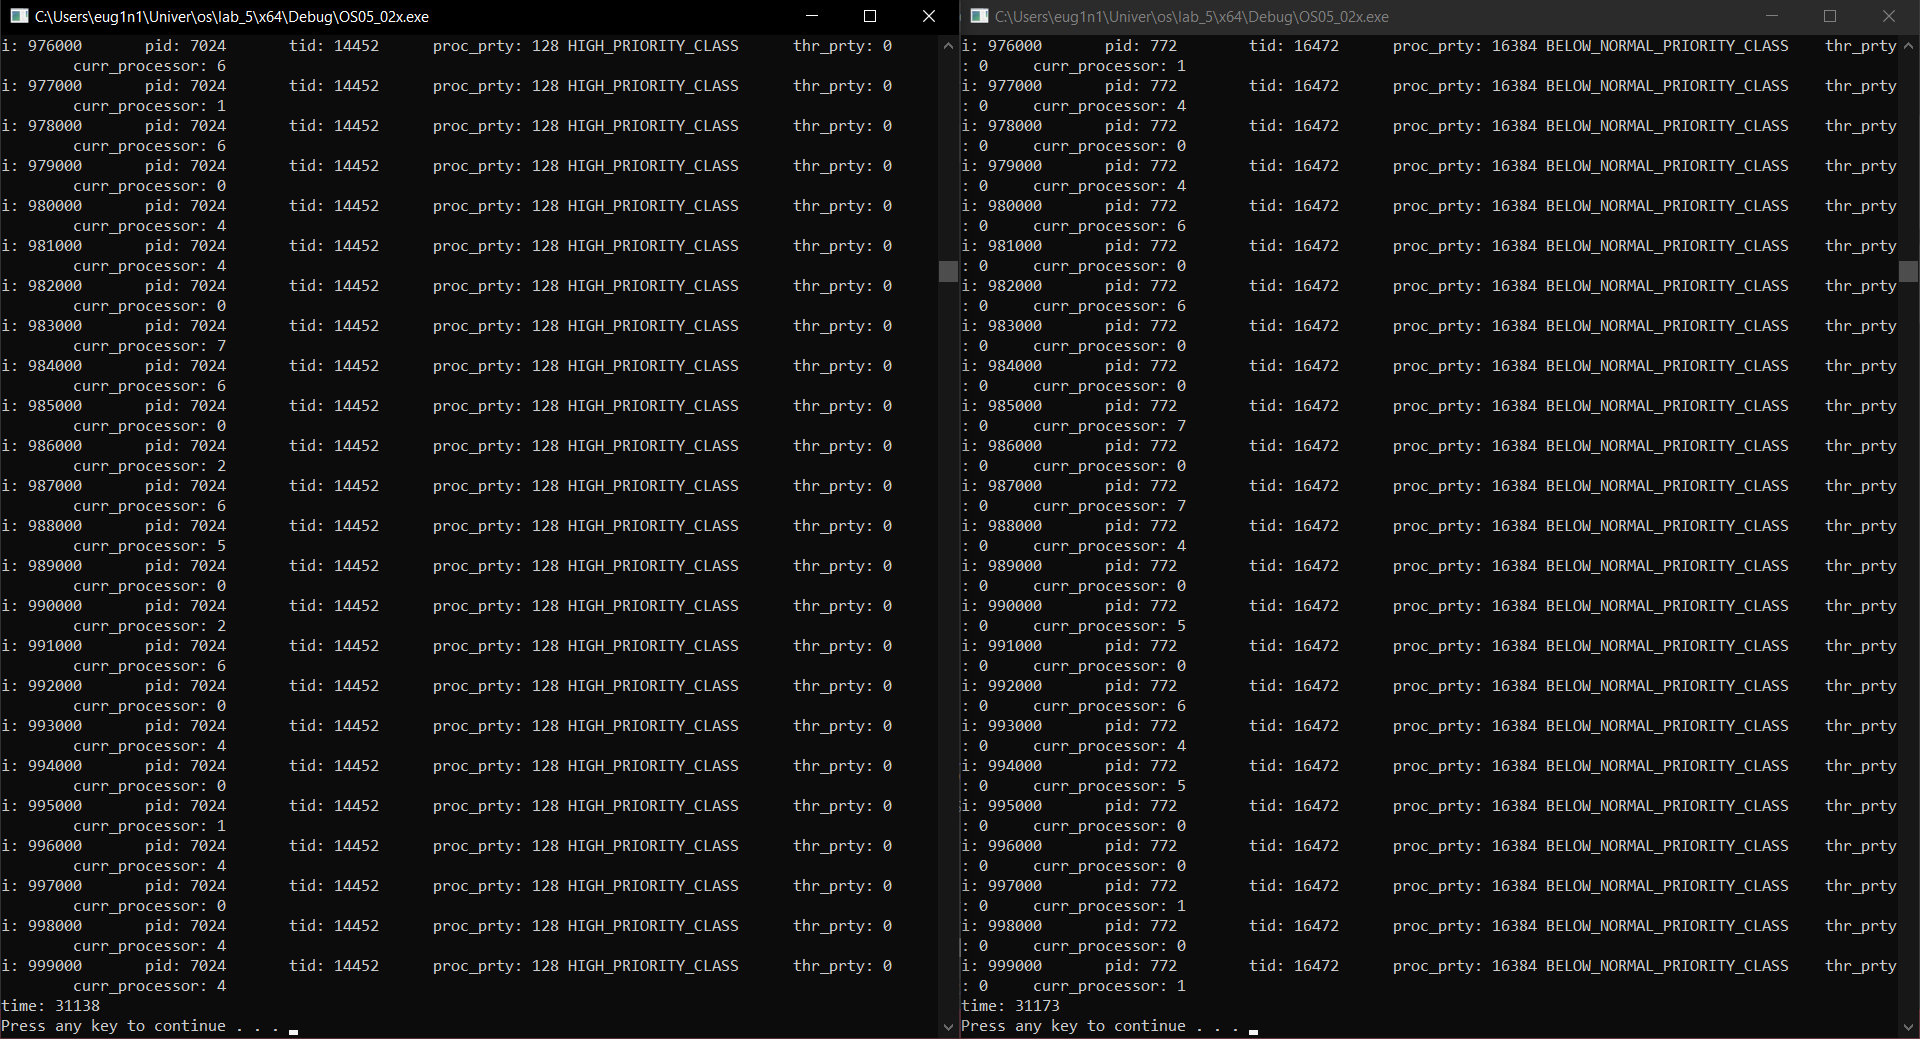 C:\Users\eug1n1\Univer\os\lab_5\x64\Debug\OS05_02x.exe
i: 976000 pid: 7024 tid: 14452 proc_prty: 128 HIGH_PRIORITY_CLASS thr_prty: 0
curr_processor: 6
i: 977000 pid: 7024 tid: 14452 proc_prty: 128 HIGH_PRIORITY_CLASS thr_prty: 0
curr_processor: 1
i: 978000 pid: 7024 tid: 14452 proc_prty: 128 HIGH_PRIORITY_CLASS thr_prty: 0
curr_processor: 6
i: 979000 pid: 7024 tid: 14452 proc_prty: 128 HIGH_PRIORITY_CLASS thr_prty: 0
curr_processor: 0
i: 980000 pid: 7024 tid: 14452 proc_prty: 128 HIGH_PRIORITY_CLASS thr_prty: 0
curr_processor: 4
i: 981000 pid: 7024 tid: 14452 proc_prty: 128 HIGH_PRIORITY_CLASS thr_prty: 0
curr_processor: 4
i: 982000 pid: 7024 tid: 14452 proc_prty: 128 HIGH_PRIORITY_CLASS thr_prty: 0
curr_processor: 0
i: 983000 pid: 7024 tid: 14452 proc_prty: 128 HIGH_PRIORITY_CLASS thr_prty: 0
curr_processor: 7
i: 984000 pid: 7024 tid: 14452 proc_prty: 128 HIGH_PRIORITY_CLASS thr_prty: 0
curr_processor: 6
i: 985000 pid: 7024 tid: 14452 proc_prty: 128 HIGH_PRIORITY_CLASS thr_prty: 0
curr_processor: 0
i: 986000 pid: 7024 tid: 14452 proc_prty: 128 HIGH_PRIORITY_CLASS thr_prty: 0
curr_processor: 2
i: 987000 pid: 7024 tid: 14452 proc_prty: 128 HIGH_PRIORITY_CLASS thr_prty: 0
curr_processor: 6
i: 988000 pid: 7024 tid: 14452 proc_prty: 128 HIGH_PRIORITY_CLASS thr_prty: 0
curr_processor: 5
i: 989000 pid: 7024 tid: 14452 proc_prty: 128 HIGH_PRIORITY_CLASS thr_prty: 0
curr_processor: 0
i: 990000 pid: 7024 tid: 14452 proc_prty: 128 HIGH_PRIORITY_CLASS thr_prty: 0
curr_processor: 2
i: 991000 pid: 7024 tid: 14452 proc_prty: 128 HIGH_PRIORITY_CLASS thr_prty: 0
curr_processor: 6
i: 992000 pid: 7024 tid: 14452 proc_prty: 128 HIGH_PRIORITY_CLASS thr_prty: 0
curr_processor: 0
i: 993000 pid: 7024 tid: 14452 proc_prty: 128 HIGH_PRIORITY_CLASS thr_prty: 0
curr_processor: 4
i: 994000 pid: 7024 tid: 14452 proc_prty: 128 HIGH_PRIORITY_CLASS thr_prty: 0
curr_processor: 0
i: 995000 pid: 7024 tid: 14452 proc_prty: 128 HIGH_PRIORITY_CLASS thr_prty: 0
curr_processor: 1
i: 996000 pid: 7024 tid: 14452 proc_prty: 128 HIGH_PRIORITY_CLASS thr_prty: 0
curr_processor: 4
i: 997000 pid: 7024 tid: 14452 proc_prty: 128 HIGH_PRIORITY_CLASS thr_prty: 0
curr_processor: 0
i: 998000 pid: 7024 tid: 14452 proc_prty: 128 HIGH_PRIORITY_CLASS thr_prty: 0
curr_processor: 4
i: 999000 pid: 7024 tid: 14452 proc_prty: 128 HIGH_PRIORITY_CLASS thr_prty: 0
curr_processor: 4
time: 31138
Press any key to continue . . .
C:\Users\eug1n1\Univer\os\lab_5\x64\Debug\OS05_02x.exe
i: 976000 pid: 772 tid: 16472 proc_prty: 16384 BELOW_NORMAL_PRIORITY_CLASS thr_prty
: 0 curr_processor: 1
i: 977000 pid: 772 tid: 16472 proc_prty: 16384 BELOW_NORMAL_PRIORITY_CLASS thr_prty
: 0 curr_processor: 4
i: 978000 pid: 772 tid: 16472 proc_prty: 16384 BELOW_NORMAL_PRIORITY_CLASS thr_prty
: 0 curr_processor: 0
i: 979000 pid: 772 tid: 16472 proc_prty: 16384 BELOW_NORMAL_PRIORITY_CLASS thr_prty
: 0 curr_processor: 4
i: 980000 pid: 772 tid: 16472 proc_prty: 16384 BELOW_NORMAL_PRIORITY_CLASS thr_prty
: 0 curr_processor: 6
i: 981000 pid: 772 tid: 16472 proc_prty: 16384 BELOW_NORMAL_PRIORITY_CLASS thr_prty
: 0 curr_processor: 0
i: 982000 pid: 772 tid: 16472 proc_prty: 16384 BELOW_NORMAL_PRIORITY_CLASS thr_prty
: 0 curr_processor: 6
i: 983000 pid: 772 tid: 16472 proc_prty: 16384 BELOW_NORMAL_PRIORITY_CLASS thr_prty
: 0 curr_processor: 0
i: 984000 pid: 772 tid: 16472 proc_prty: 16384 BELOW_NORMAL_PRIORITY_CLASS thr_prty
: 0 curr_processor: 0
i: 985000 pid: 772 tid: 16472 proc_prty: 16384 BELOW_NORMAL_PRIORITY_CLASS thr_prty
: 0 curr_processor: 7
i: 986000 pid: 772 tid: 16472 proc_prty: 16384 BELOW_NORMAL_PRIORITY_CLASS thr_prty
: 0 curr_processor: 0
i: 987000 pid: 772 tid: 16472 proc_prty: 16384 BELOW_NORMAL_PRIORITY_CLASS thr_prty
: 0 curr_processor: 7
i: 988000 pid: 772 tid: 16472 proc_prty: 16384 BELOW_NORMAL_PRIORITY_CLASS thr_prty
: 0 curr_processor: 4
i: 989000 pid: 772 tid: 16472 proc_prty: 16384 BELOW_NORMAL_PRIORITY_CLASS thr_prty
: 0 curr_processor: 0
i: 990000 pid: 772 tid: 16472 proc_prty: 16384 BELOW_NORMAL_PRIORITY_CLASS thr_prty
: 0 curr_processor: 5
i: 991000 pid: 772 tid: 16472 proc_prty: 16384 BELOW_NORMAL_PRIORITY_CLASS thr_prty
: 0 curr_processor: 0
i: 992000 pid: 772 tid: 16472 proc_prty: 16384 BELOW_NORMAL_PRIORITY_CLASS thr_prty
: 0 curr_processor: 6
i: 993000 pid: 772 tid: 16472 proc_prty: 16384 BELOW_NORMAL_PRIORITY_CLASS thr_prty
: 0 curr_processor: 4
i: 994000 pid: 772 tid: 16472 proc_prty: 16384 BELOW_NORMAL_PRIORITY_CLASS thr_prty
: 0 curr_processor: 5
i: 995000 pid: 772 tid: 16472 proc_prty: 16384 BELOW_NORMAL_PRIORITY_CLASS thr_prty
: 0 curr_processor: 0
i: 996000 pid: 772 tid: 16472 proc_prty: 16384 BELOW_NORMAL_PRIORITY_CLASS thr_prty
: 0 curr_processor: 0
i: 997000 pid: 772 tid: 16472 proc_prty: 16384 BELOW_NORMAL_PRIORITY_CLASS thr_prty
: 0 curr_processor: 1
i: 998000 pid: 772 tid: 16472 proc_prty: 16384 BELOW_NORMAL_PRIORITY_CLASS thr_prty
: 0 curr_processor: 0
i: 999000 pid: 772 tid: 16472 proc_prty: 16384 BELOW_NORMAL_PRIORITY_CLASS thr_prty
: 0 curr_processor: 1
time: 31173
Press any key to continue . . .